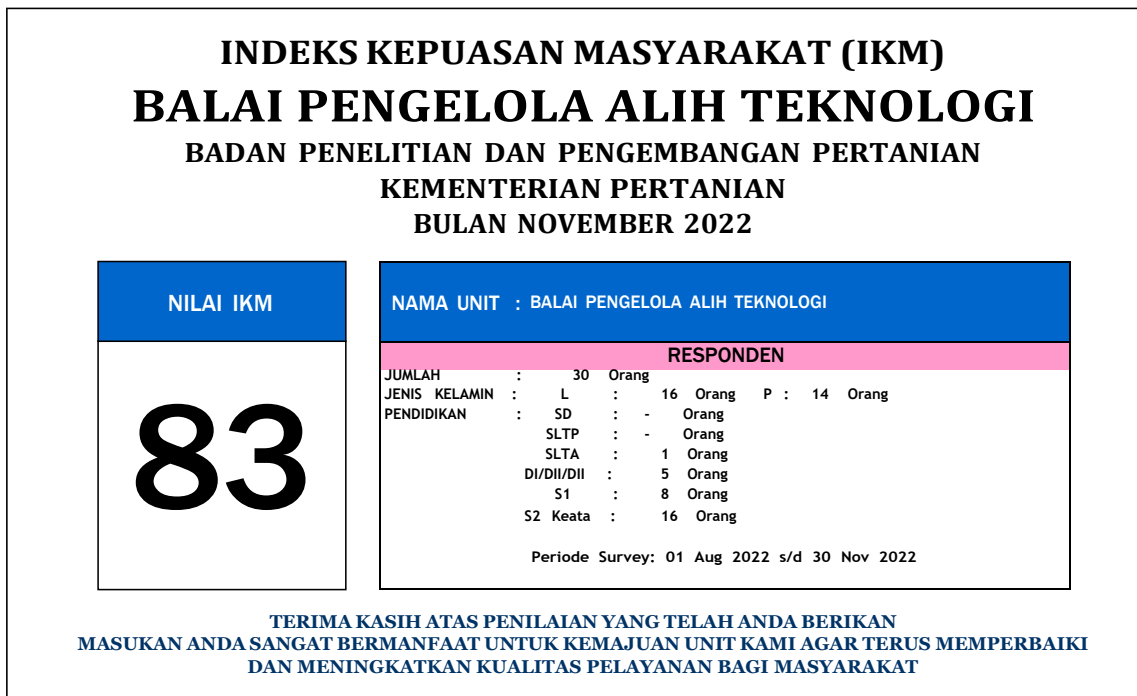 INDEKS KEPUASAN MASYARAKAT (IKM)
BALAI PENGELOLA ALIH TEKNOLOGI
BADAN PENELITIAN DAN PENGEMBANGAN PERTANIAN
KEMENTERIAN PERTANIAN
BULAN NOVEMBER 2022
NILAI IKM
83
NAMA UNIT : BALAI PENGELOLA ALIH TEKNOLOGI
RESPONDEN
JUMLAH : 30 Orang
JENIS KELAMIN : L : 16 Orang P : 14 Orang
PENDIDIKAN : SD : - Orang
SLTP : - Orang
SLTA : 1 Orang
DI/DII/DII : 5 Orang
S1 : 8 Orang
S2 Keata : 16 Orang
Periode Survey: 01 Aug 2022 s/d 30 Nov 2022
TERIMA KASIH ATAS PENILAIAN YANG TELAH ANDA BERIKAN
MASUKAN ANDA SANGAT BERMANFAAT UNTUK KEMAJUAN UNIT KAMI AGAR TERUS MEMPERBAIKI
DAN MENINGKATKAN KUALITAS PELAYANAN BAGI MASYARAKAT